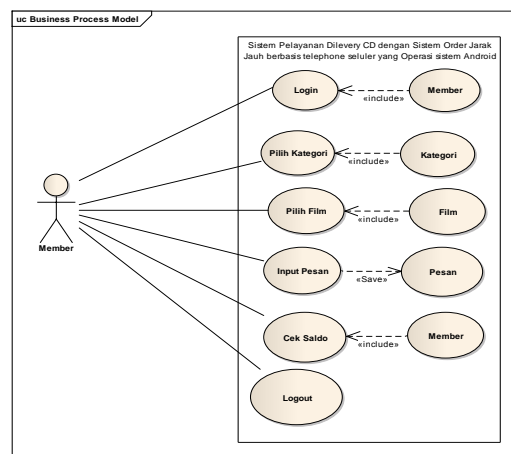 uc Business Process Model
Sistem Pelayanan Dilevery CD dengan Sistem Order Jarak
Jauh berbasis telephone seluler yang Operasi sistem Android
Login
«include»
Member
Pilih Kategori
«include»
Kategori
Pilih Film
«include»
Film
Member
Input Pesan
«Save»
Pesan
Cek Saldo
«include»
Member
Logout